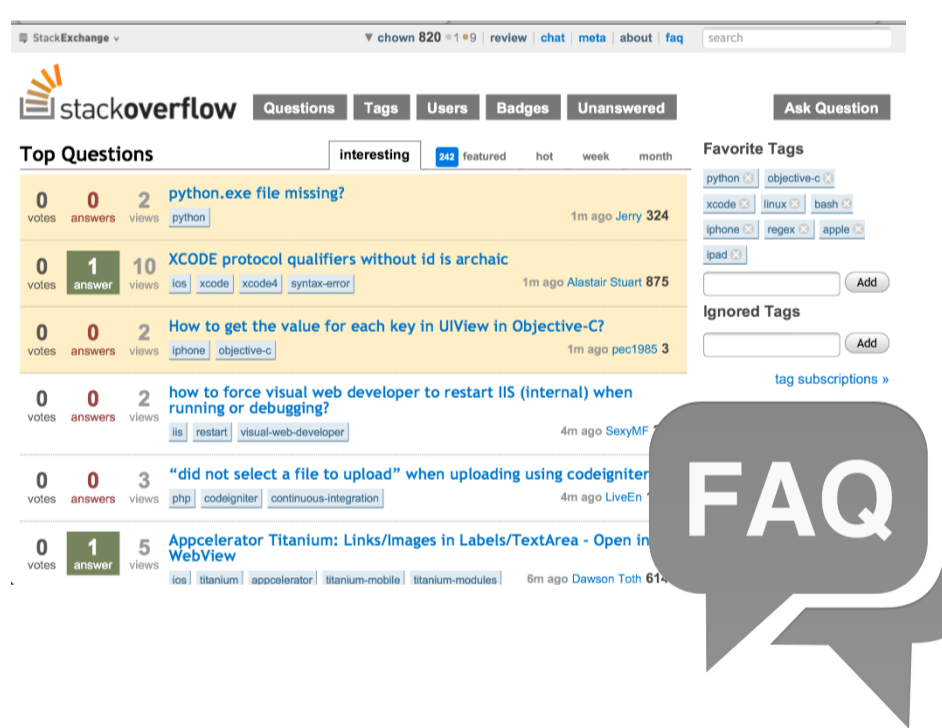 StackExchange
chown 820 1 9 review chat meta about faq search
stackoverflow Questions Tags Users Badges Unanswered Ask Question
Top Questions interesting 242 featured hot week month
0 votes 0 answers 2 views python.exe file missing?
python
1m ago Jerry 324
0 votes 1 answer 10 views XCODE protocol qualifiers without id is archaic
ios xcode xcode4 syntax-error
1m ago Alastair Stuart 875
0 votes 0 answers 2 views How to get the value for each key in UIView in Objective-C?
iphone objective-c
1m ago pec1985 3
0 votes 0 answers 2 views how to force visual web developer to restart IIS (internal) when
running or debugging?
iis restart visual-web-developer
4m ago SexyMF
0 votes 0 answers 3 views "did not select a file to upload" when uploading using codeigniter
php codeigniter continuous-integration
4m ago LiveEn
0 votes 1 answer 5 views Appcelerator Titanium: Links/Images in Labels/TextArea - Open in
WebView
ios titanium appcelerator titanium-mobile titanium-modules
6m ago Dawson Toth 614
Favorite Tags
python objective-c
xcode linux bash
iphone regex apple
ipad
Add
Ignored Tags
Add
tag subscriptions »
FAQ